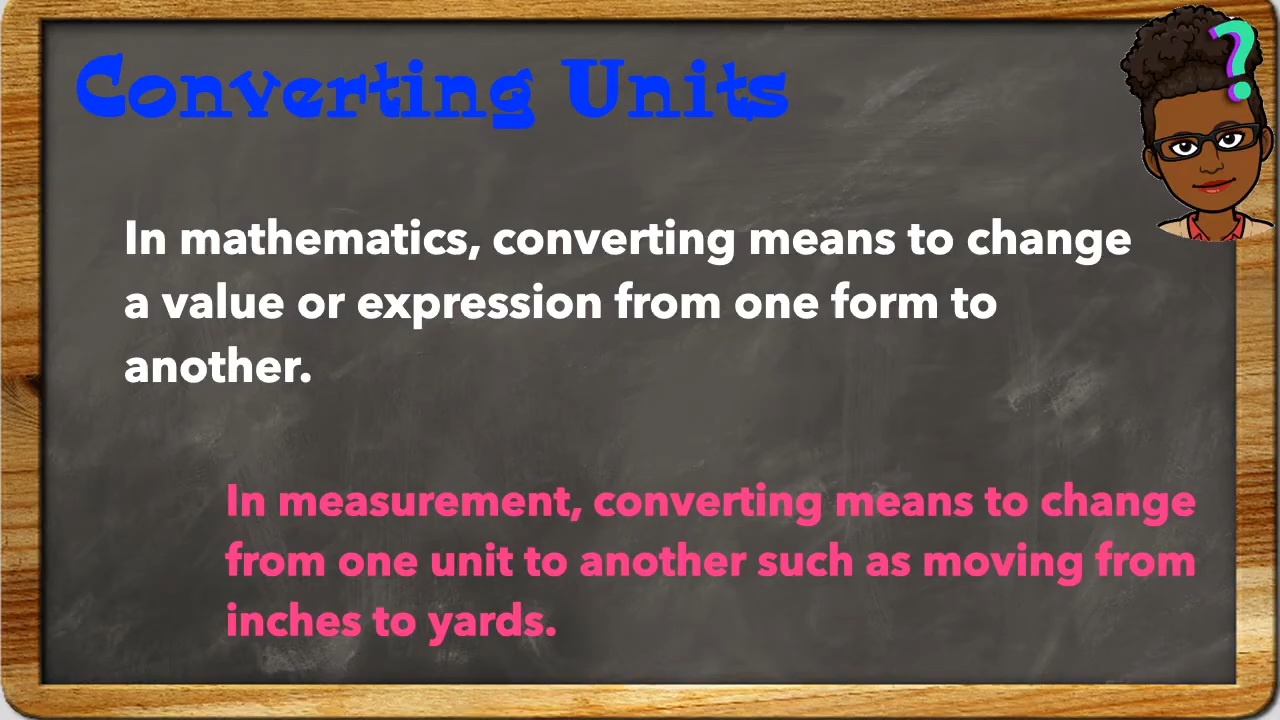 Converting Units
?
In mathematics, converting means to change
a value or expression from one form to
another.
In measurement, converting means to change
from one unit to another such as moving from
inches to yards.